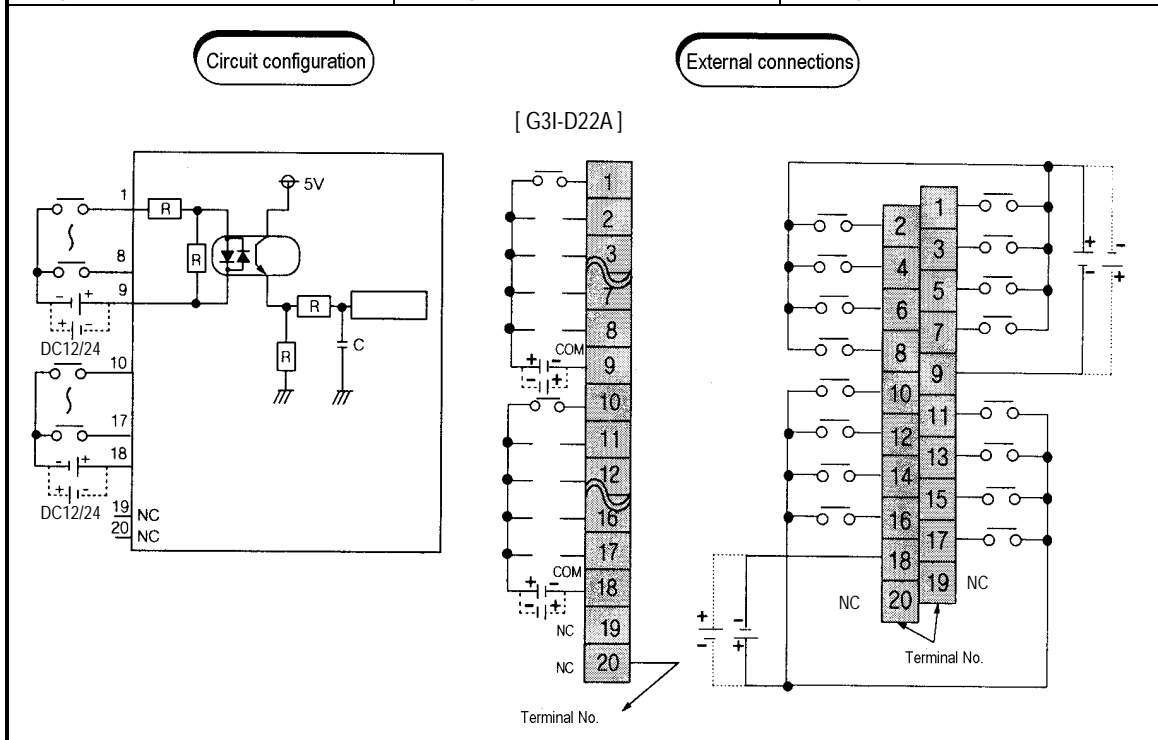 Circuit configuration
External connections
[ G3I-D22A ]
5V
1
R
R
8
9
- +
+ -
DC12/24
R
R
C
10
17
18
- +
+ -
DC12/24
19 NC
20 NC
1
2
3
7
8
COM
+ -
- +
9
10
11
12
16
17
COM
+ -
- +
18
NC 19
NC 20
Terminal No.
1
2
3
4
5
6
7
8
9
10
11
12
13
14
15
16
17
18
19 NC
NC 20
+ -
- +
+ -
- +
Terminal No.